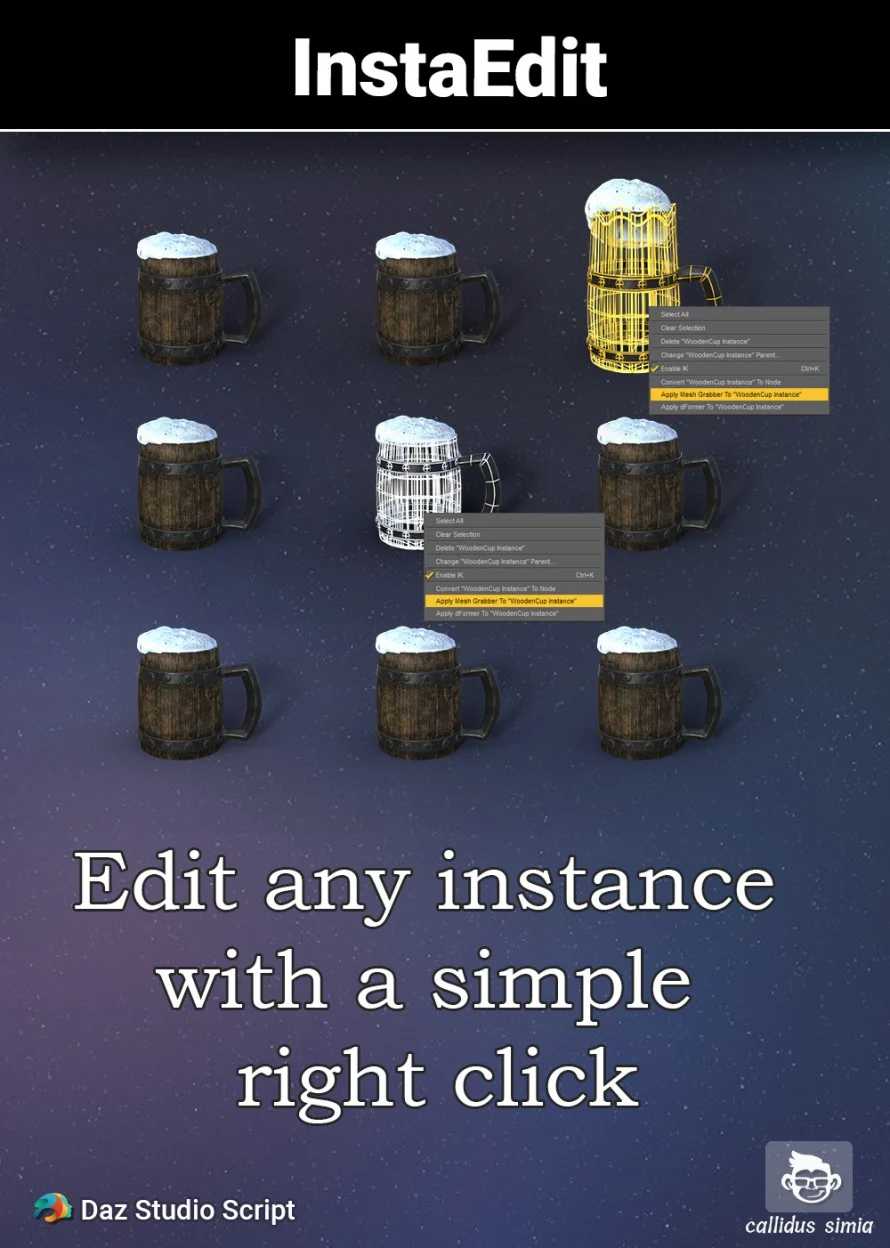 InstaEdit
Select All
Clear Selection
Delete "WoodenCup Instance"
Change "WoodenCup Instance" Parent...
Enable IK Ctrl+K
Convert "WoodenCup Instance" To Node
Apply Mesh Grabber To "WoodenCup Instance"
Apply dFormer To "WoodenCup Instance"
Select All
Clear Selection
Delete "WoodenCup Instance"
Change "WoodenCup Instance" Parent...
Enable IK Ctrl+K
Convert "WoodenCup Instance" To Node
Apply Mesh Grabber To "WoodenCup Instance"
Apply dFormer To "WoodenCup Instance"
Edit any instance
with a simple
right click
Daz Studio Script
callidus simia